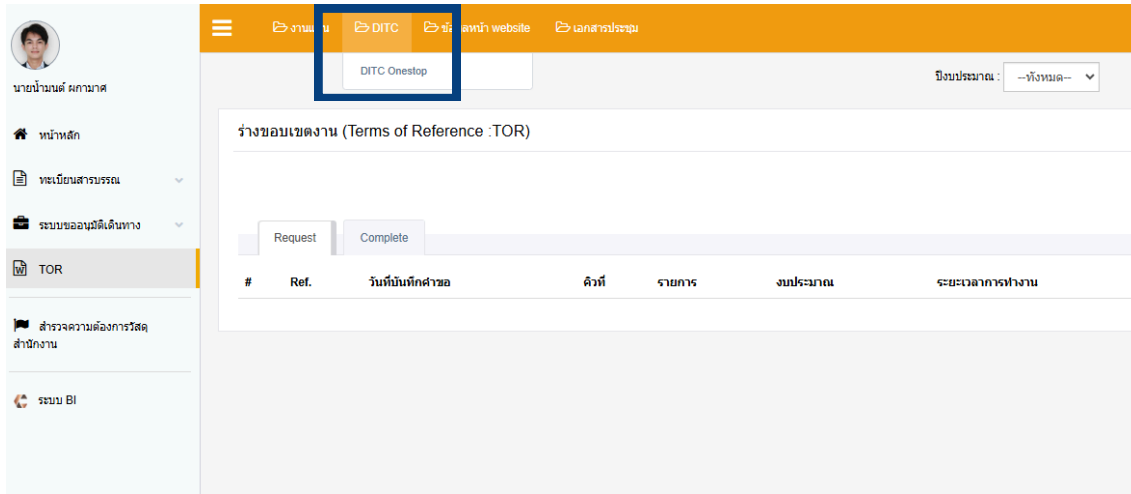 DITC
website
เอกสารประชุม
DITC Onestop
นายน้ำมนต์ ผกามาศ
ปีงบประมาณ :
--ทั้งหมด--
หน้าหลัก
ทะเบียนสารบรรณ
ระบบขออนุมัติเดินทาง
TOR
สำรวจความต้องการวัสดุ
สำนักงาน
ระบบ BI
ร่างขอบเขตงาน (Terms of Reference :TOR)
Request
Complete
# Ref. วันที่บันทึกคำขอ คิวที่ รายการ งบประมาณ ระยะเวลาการทำงาน